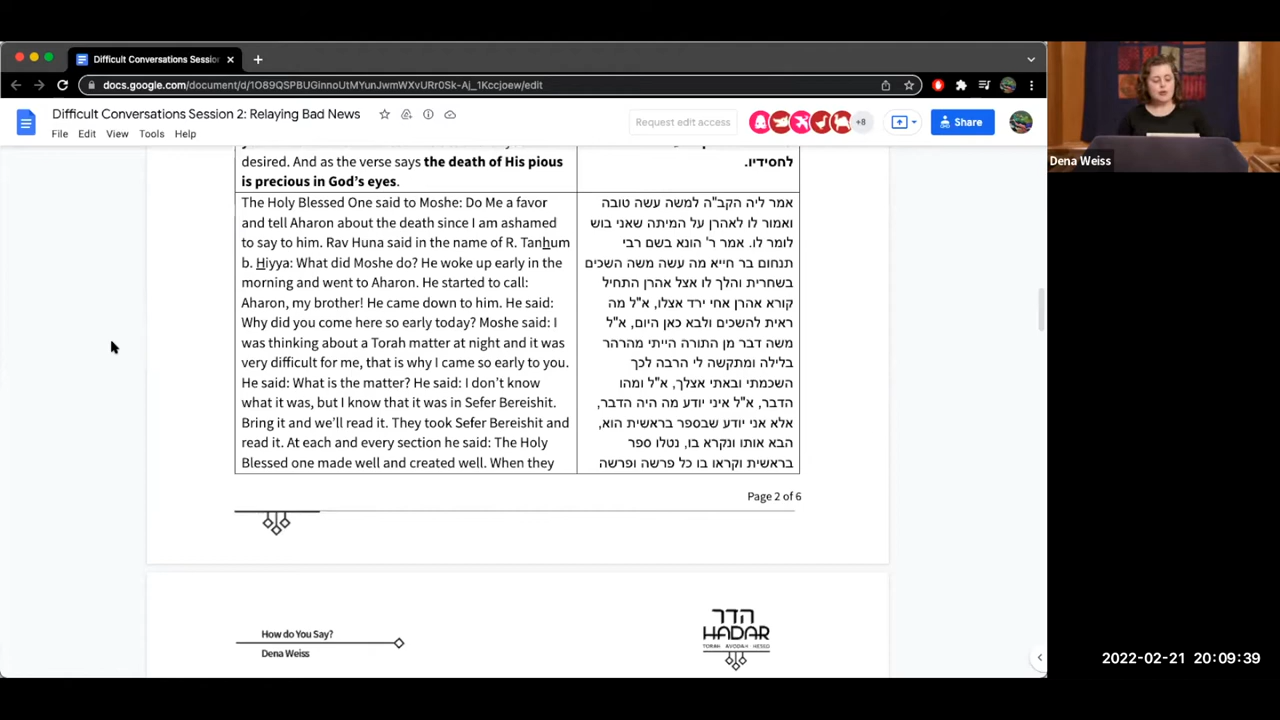 Difficult Conversations Session
docs.google.com/document/d/1O89QSPBUGinnoUtMYunJwmWXvURr0Sk-Aj_1Kccjoew/edit
Difficult Conversations Session 2: Relaying Bad News
File Edit View Tools Help
Request edit access
+8
Share
Dena Weiss
desired. And as the verse says the death of His pious
is precious in God's eyes.
לחסידיו.
The Holy Blessed One said to Moshe: Do Me a favor
and tell Aharon about the death since I am ashamed
to say to him. Rav Huna said in the name of R. Tanhum
b. Hiyya: What did Moshe do? He woke up early in the
morning and went to Aharon. He started to call:
Aharon, my brother! He came down to him. He said:
Why did you come here so early today? Moshe said: I
was thinking about a Torah matter at night and it was
very difficult for me, that is why I came so early to you.
He said: What is the matter? He said: I don't know
what it was, but I know that it was in Sefer Bereishit.
Bring it and we'll read it. They took Sefer Bereishit and
read it. At each and every section he said: The Holy
Blessed one made well and created well. When they
אמר ליה הקב"ה למשה עשה טובה
ואמור לו לאהרן על המיתה שאני בוש
לומר לו. אמר ר' הונא בשם רבי
תנחום בר חייא מה עשה משה השכים
בשחרית והלך לו אצל אהרן התחיל
קורא אהרן אחי ירד אצלו, א"ל מה
ראית להשכים ולבא כאן היום, א"ל
משה דבר מן התורה הייתי מהרהר
בלילה ומתקשה לי הרבה לכך
השכמתי ובאתי אצלך, א"ל ומהו
הדבר, א"ל איני יודע מה היה הדבר,
אלא אני יודע שבספר בראשית הוא,
הבא אותו ונקרא בו, נטלו ספר
בראשית וקראו בו כל פרשה ופרשה
Page 2 of 6
How do You Say?
Dena Weiss
הדר
HADAR
TORAH AVODAH HESED
2022-02-21 20:09:39